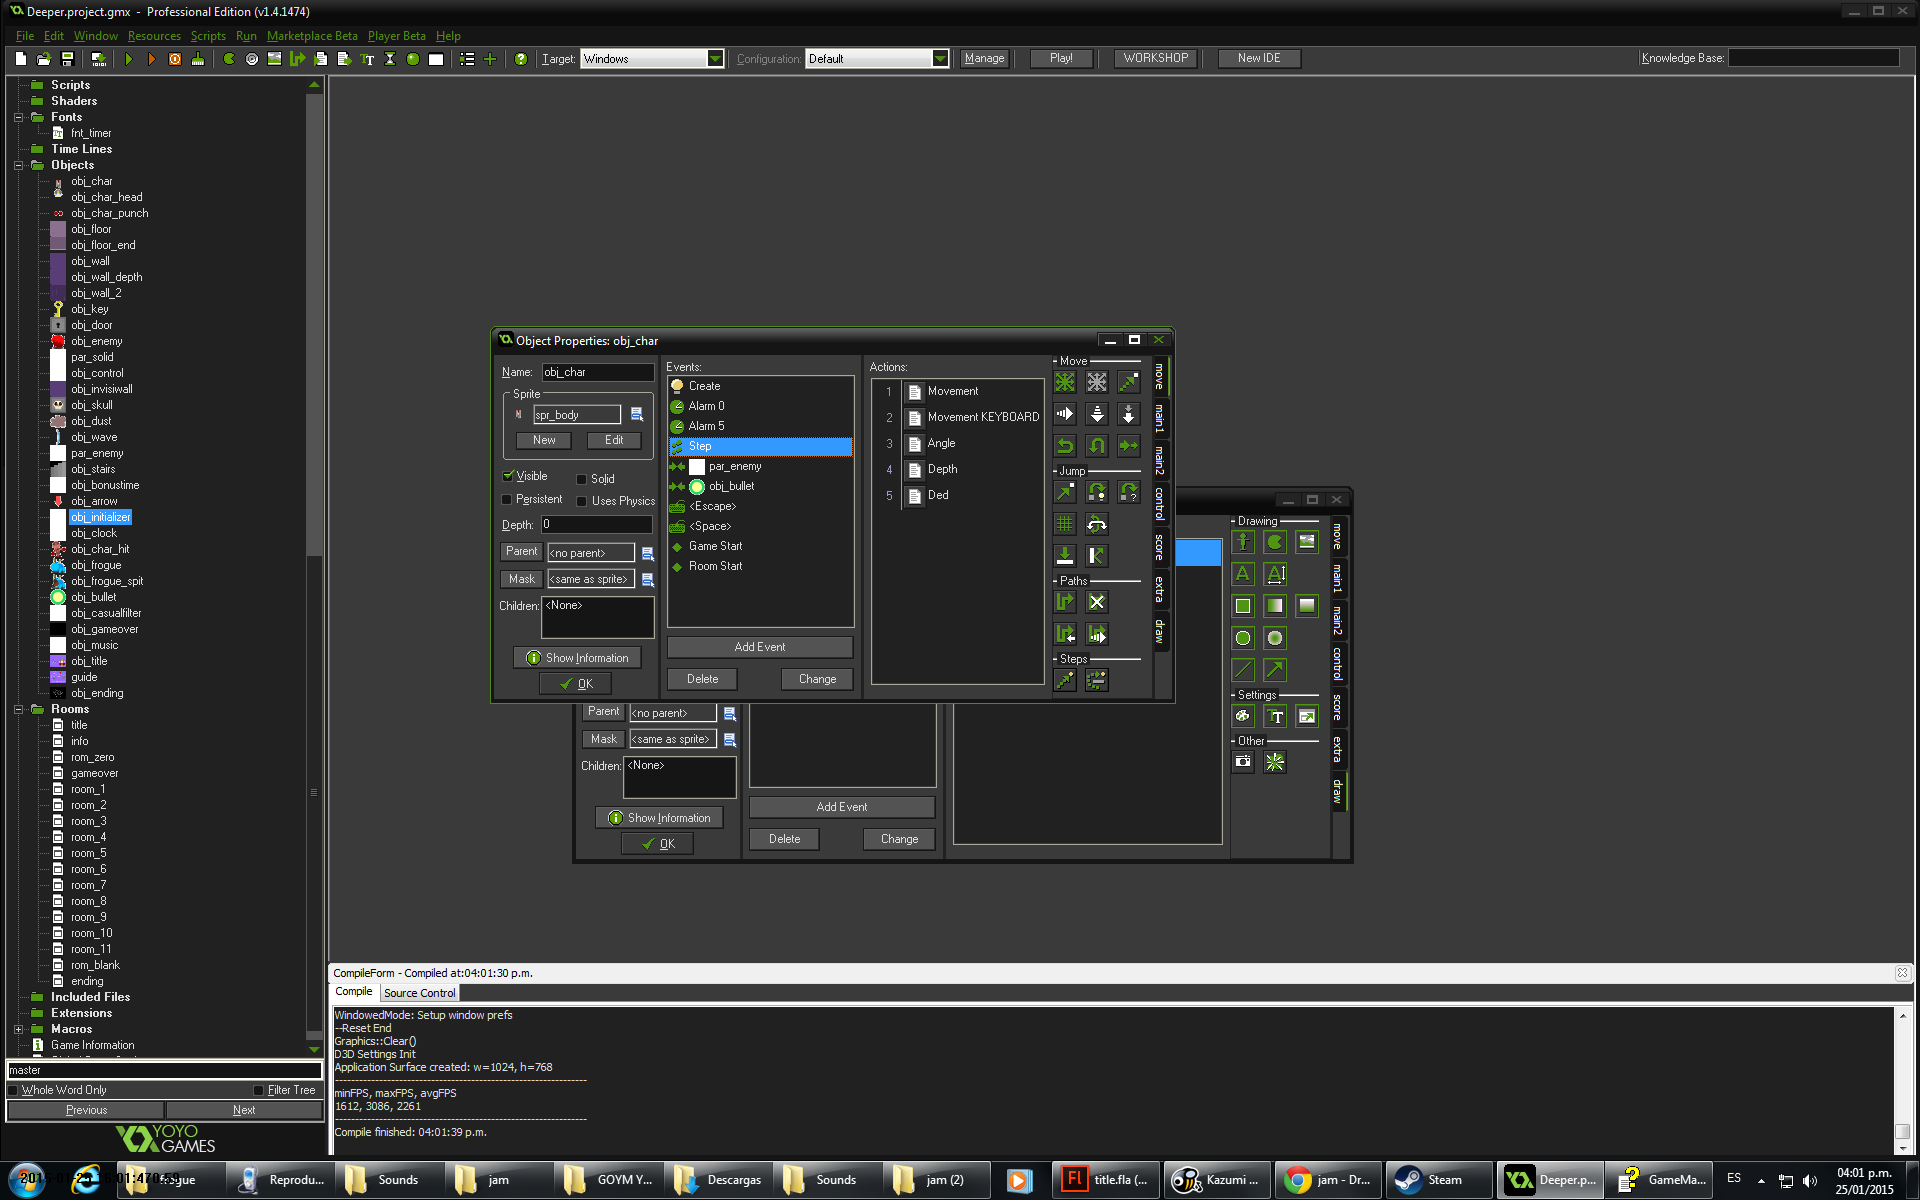 Deeper.project.gmx - Professional Edition (v1.4.1474)
File Edit Window Resources Scripts Run Marketplace Beta Player Beta Help
Target: Windows Configuration: Default Manage Play! WORKSHOP New IDE Knowledge Base:
Scripts
Shaders
Fonts
fnt_timer
Time Lines
Objects
obj_char
obj_char_head
obj_char_punch
obj_floor
obj_floor_end
obj_wall
obj_wall_depth
obj_wall_2
obj_key
obj_door
obj_enemy
par_solid
obj_control
obj_invisiwall
obj_skull
obj_dust
obj_wave
par_enemy
obj_stairs
obj_bonustime
obj_arrow
obj_initializer
obj_clock
obj_char_hit
obj_frogue
obj_frogue_spit
obj_bullet
obj_casualfilter
obj_gameover
obj_music
obj_title
guide
obj_ending
Rooms
title
info
rom_zero
gameover
room_1
room_2
room_3
room_4
room_5
room_6
room_7
room_8
room_9
room_10
room_11
rom_blank
ending
Included Files
Extensions
Macros
Game Information
master
Whole Word Only Filter Tree
Previous Next
YOYO
GAMES
Object Properties: obj_char
Name: obj_char
Sprite
spr_body
New Edit
Visible Solid
Persistent Uses Physics
Depth: 0
Parent <no parent>
Mask <same as sprite>
Children: <None>
Show Information
OK
Events:
Create
Alarm 0
Alarm 5
Step
par_enemy
obj_bullet
<Escape>
<Space>
Game Start
Room Start
Add Event
Delete Change
Actions:
1 Movement
2 Movement KEYBOARD
3 Angle
4 Depth
5 Ded
Move
Jump
Paths
Steps
move
main1
main2
control
score
extra
draw
Parent <no parent>
Mask <same as sprite>
Children: <None>
Show Information
OK
Add Event
Delete Change
Drawing
Settings
Other
move
main1
main2
control
score
extra
draw
CompileForm - Compiled at:04:01:30 p.m.
Compile Source Control
WindowedMode: Setup window prefs
--Reset End
Graphics::Clear()
D3D Settings Init
Application Surface created: w=1024, h=768
minFPS, maxFPS, avgFPS
1612, 3086, 2261
Compile finished: 04:01:39 p.m.
Reprodu... Sounds jam GOYM Y... Descargas Sounds jam (2) title.fla (... Kazumi ... jam - Dr... Steam Deeper.p... GameMa... ES
04:01 p.m.
25/01/2015